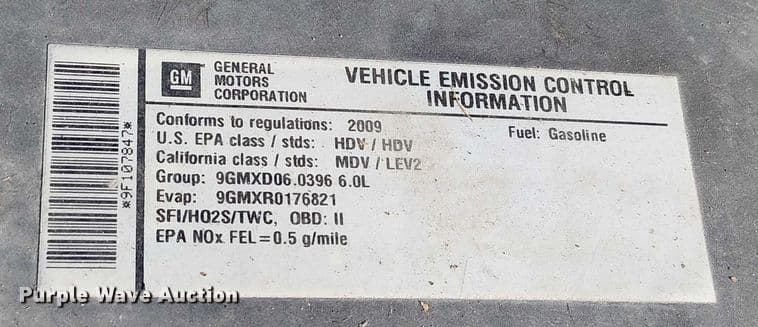 *9F107847*
GM
GENERAL
MOTORS
CORPORATION
VEHICLE EMISSION CONTROL
INFORMATION
Conforms to regulations: 2009
Fuel: Gasoline
U.S. EPA class / stds: HDV / HDV
California class / stds: MDV / LEV2
Group: 9GMXD06.0396 6.0L
Evap: 9GMXR0176821
SFI/HO2S/TWC, OBD: II
EPA NOx FEL=0.5 g/mile
Purple Wave Auction